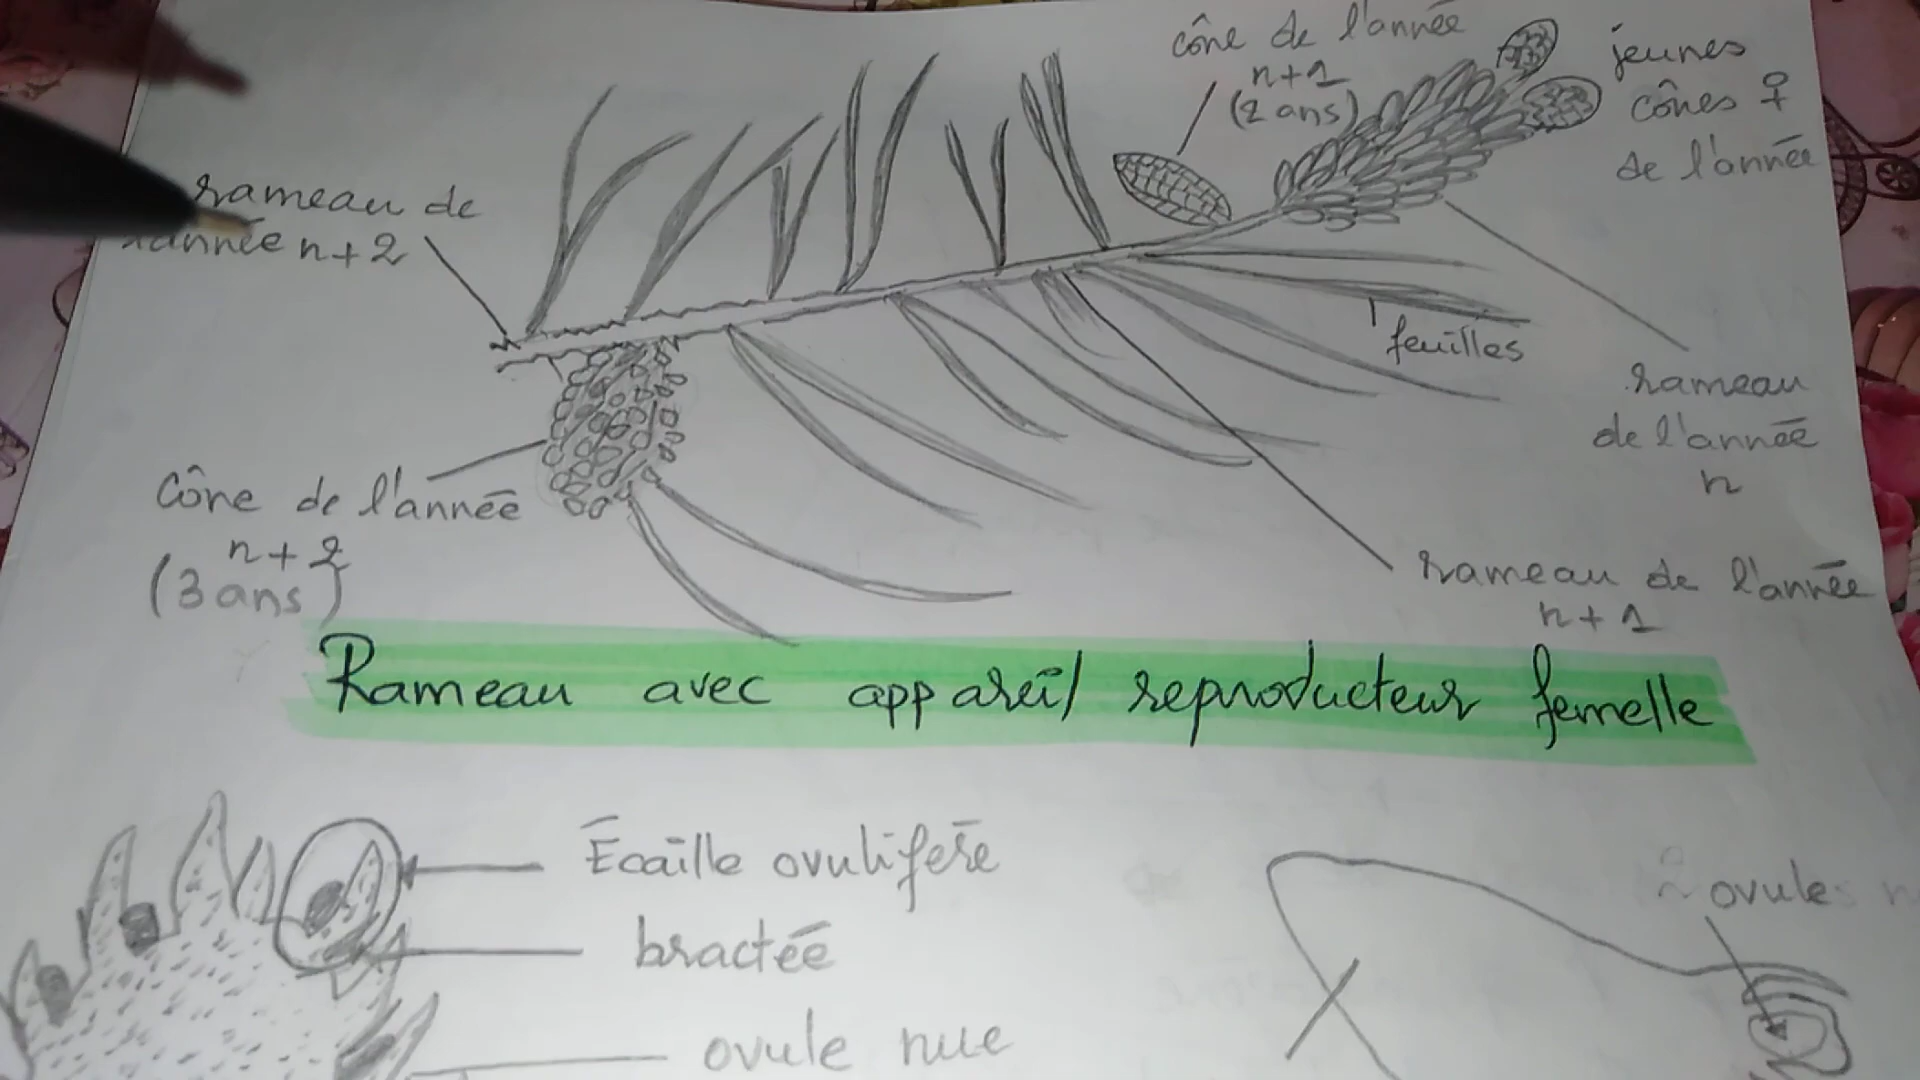 cône de l'année
n+1
(2 ans)
jeunes
cônes ♀
de l'année
rameau de
l'année n+2
feuilles
rameau
de l'année
n
cône de l'année
n+2
(3 ans)
rameau de l'année
n+1
Rameau avec appareil reproducteur femelle
Écaille ovulifère
bractée
ovule nue
2 ovules